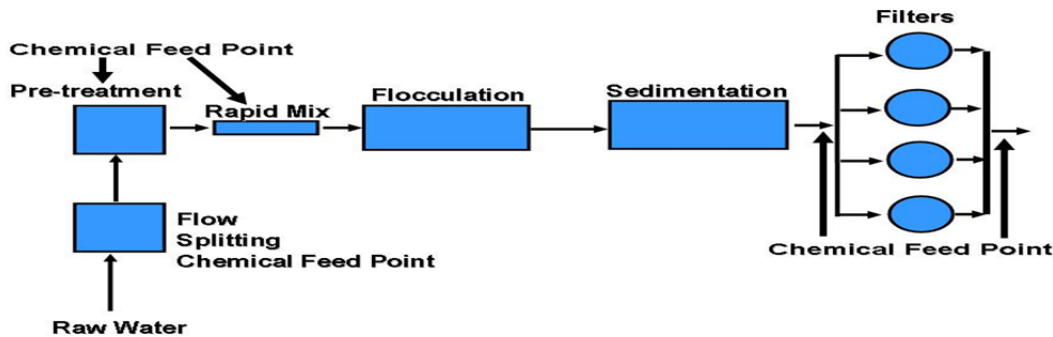 Filters
Chemical Feed Point
Pre-treatment
Rapid Mix
Flocculation
Sedimentation
Flow
Splitting
Chemical Feed Point
Chemical Feed Point
Raw Water